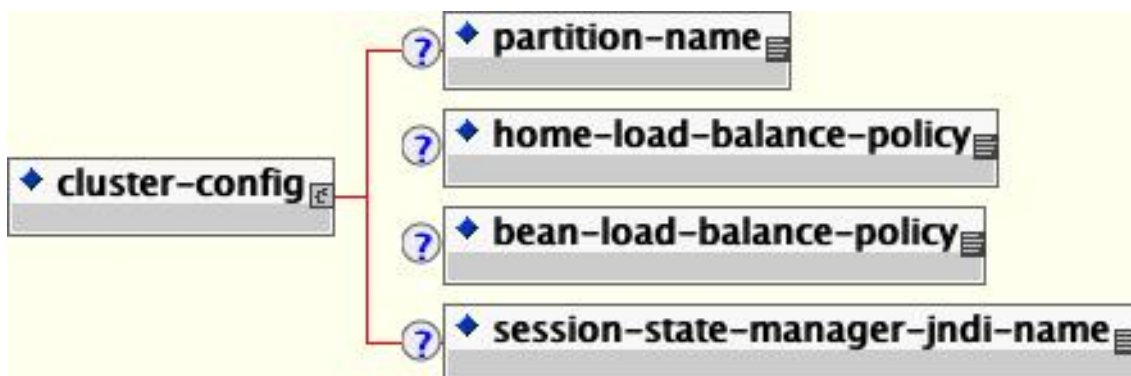 ? partition-name
? home-load-balance-policy
cluster-config
? bean-load-balance-policy
? session-state-manager-jndi-name